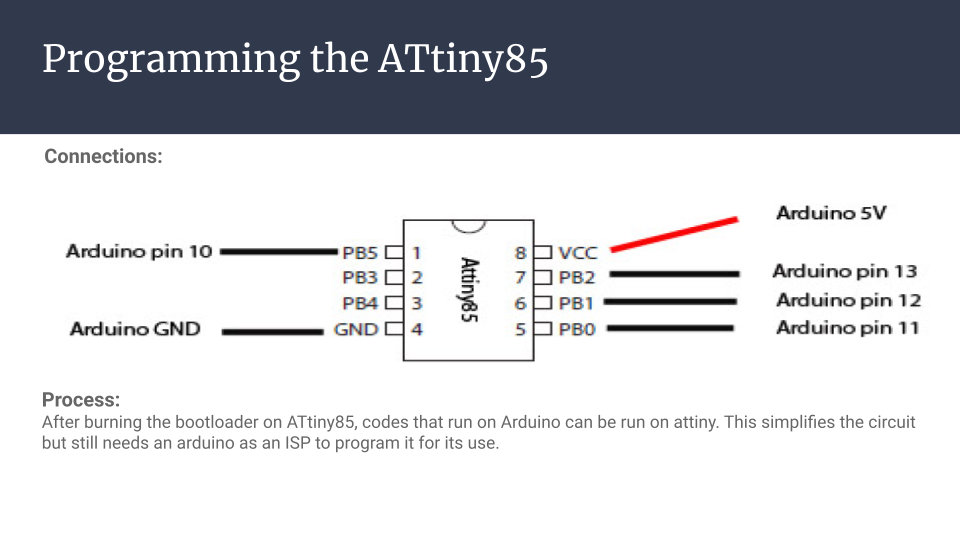 Programming the ATtiny85
Connections:
Arduino 5V
Arduino pin 10 PB5 1 8 VCC
PB3 2 7 PB2 Arduino pin 13
PB4 3 6 PB1 Arduino pin 12
Arduino GND GND 4 5 PB0 Arduino pin 11
Attiny85
Process:
After burning the bootloader on ATtiny85, codes that run on Arduino can be run on attiny. This simplifies the circuit
but still needs an arduino as an ISP to program it for its use.